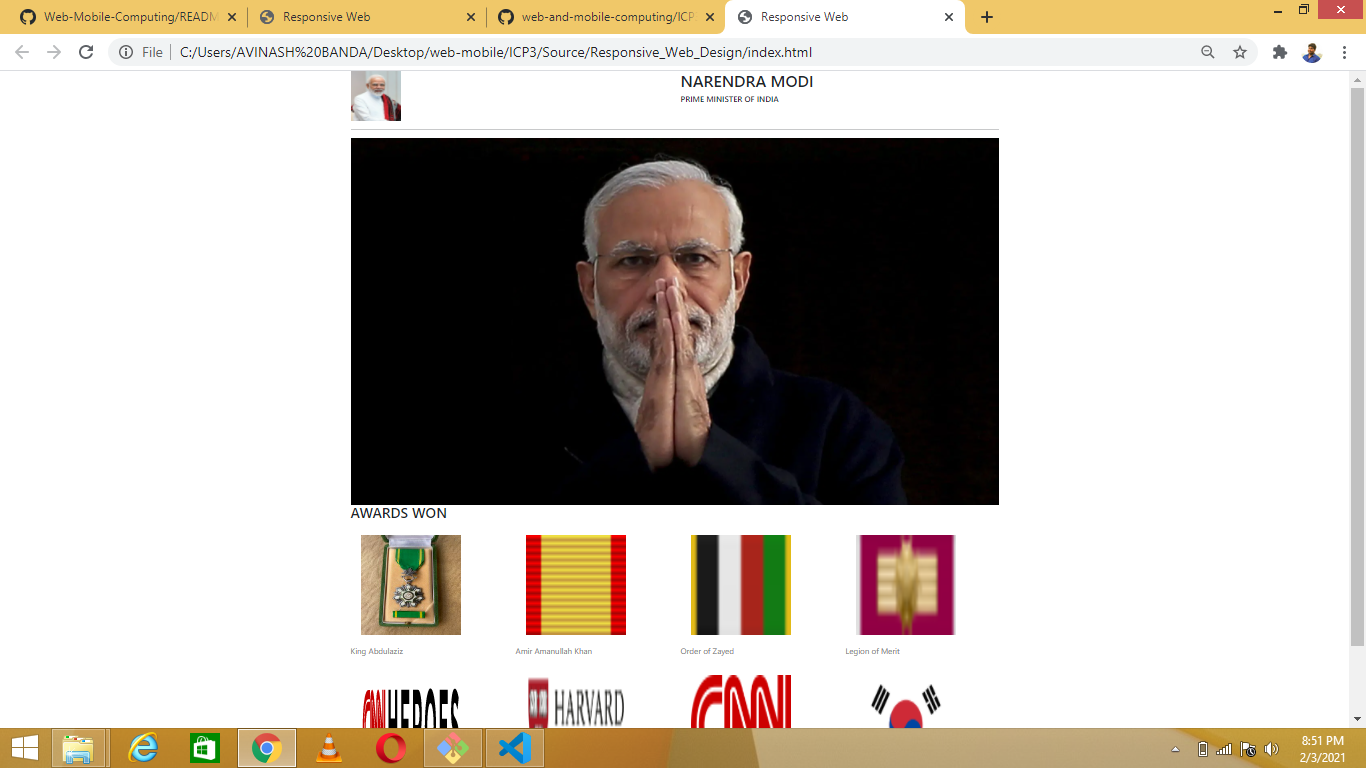 Web-Mobile-Computing/READM
Responsive Web
web-and-mobile-computing/ICP
Responsive Web
File
C:/Users/AVINASH%20BANDA/Desktop/web-mobile/ICP3/Source/Responsive_Web_Design/index.html
NARENDRA MODI
PRIME MINISTER OF INDIA
AWARDS WON
King Abdulaziz
Amir Amanullah Khan
Order of Zayed
Legion of Merit
CNN HEROES
HARVARD
CNN
8:51 PM
2/3/2021